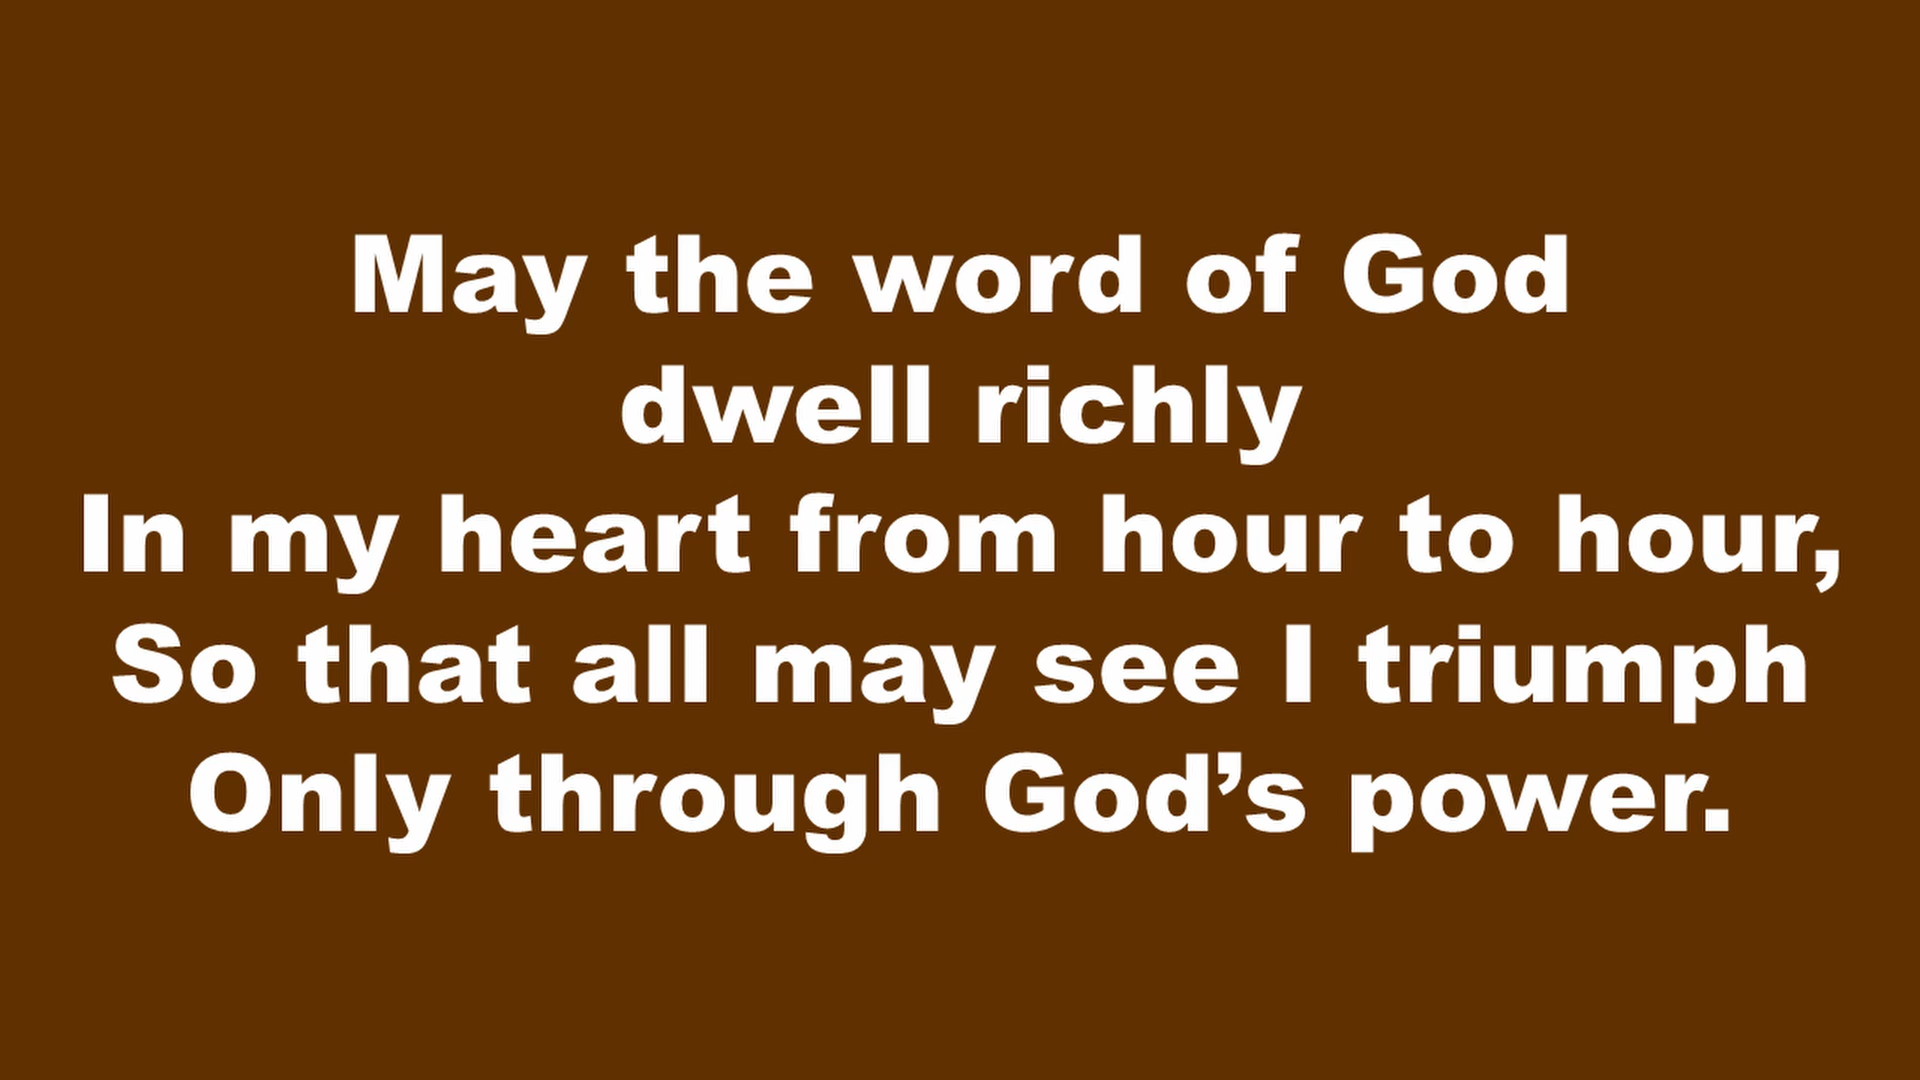 May the word of God
dwell richly
In my heart from hour to hour,
So that all may see I triumph
Only through God’s power.